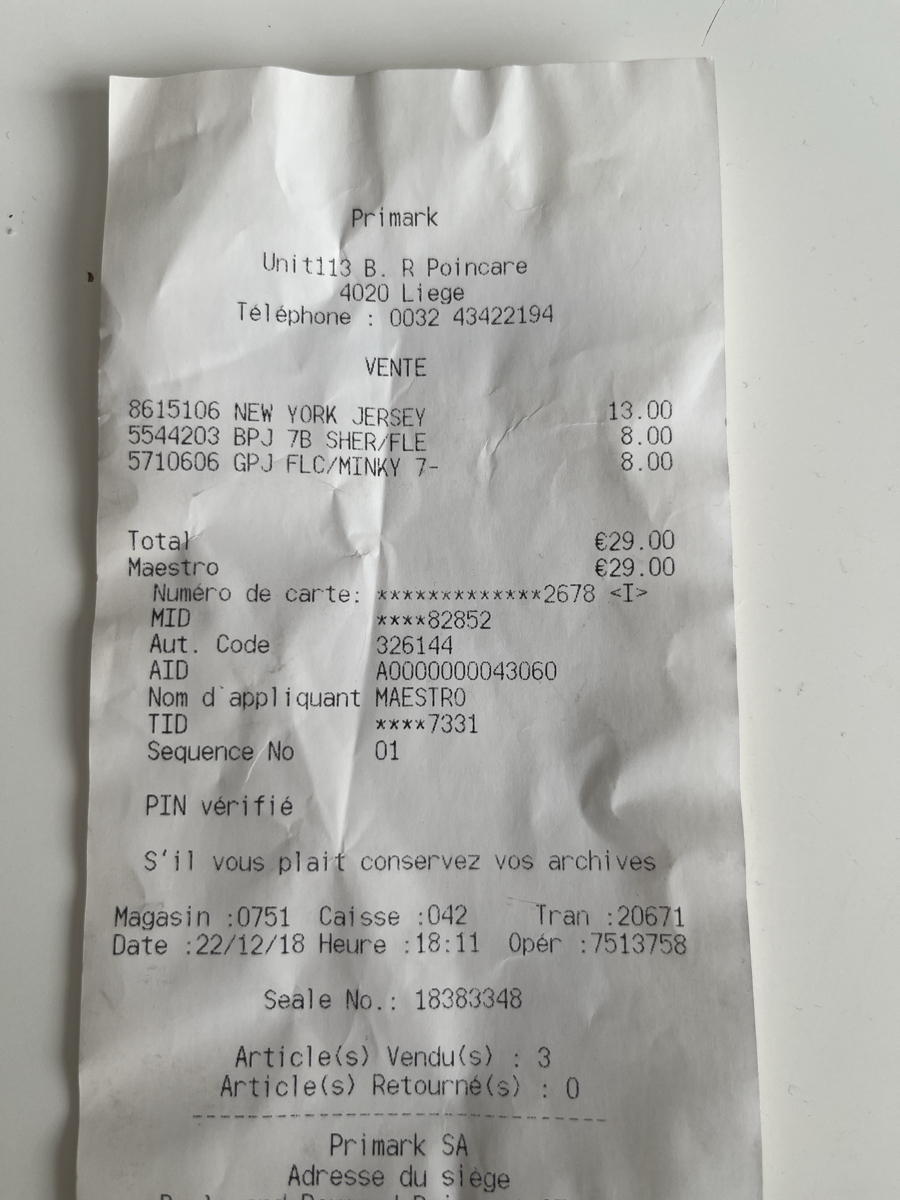 Primark
Unit113 B. R Poincare
4020 Liege
Téléphone : 0032 43422194
VENTE
8615106 NEW YORK JERSEY 13.00
5544203 BPJ 7B SHER/FLE 8.00
5710606 GPJ FLC/MINKY 7- 8.00
Total €29.00
Maestro €29.00
Numéro de carte: *************2678 <I>
MID ****82852
Aut. Code 326144
AID A0000000043060
Nom d`appliquant MAESTRO
TID ****7331
Sequence No 01
PIN vérifié
S'il vous plait conservez vos archives
Magasin :0751 Caisse :042 Tran :20671
Date :22/12/18 Heure :18:11 Opér :7513758
Seale No.: 18383348
Article(s) Vendu(s) : 3
Article(s) Retourné(s) : 0
--------------------------------------
Primark SA
Adresse du siège